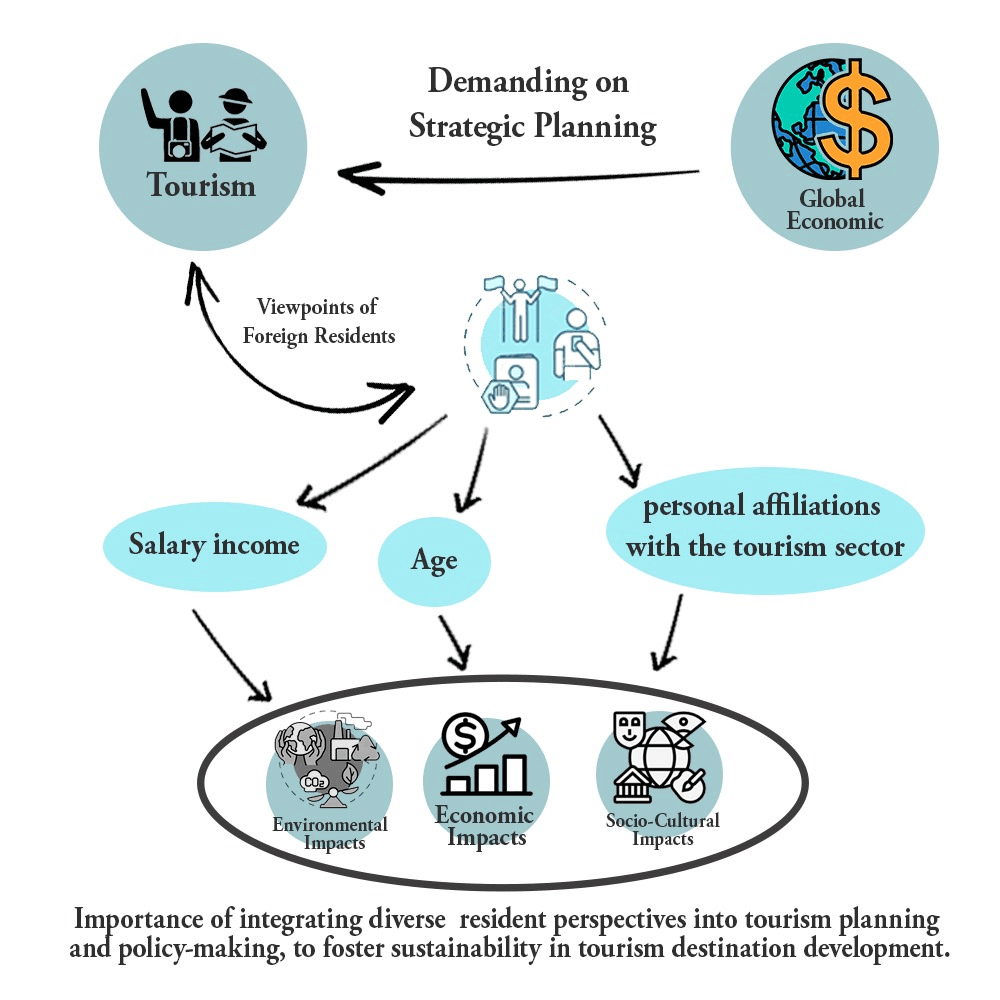 Demanding on
Strategic Planning
Tourism
Global
Economic
Viewpoints of
Foreign Residents
Salary income
Age
personal affiliations
with the tourism sector
CO2
Environmental
Impacts
Economic
Impacts
Socio-Cultural
Impacts
Importance of integrating diverse resident perspectives into tourism planning
and policy-making, to foster sustainability in tourism destination development.